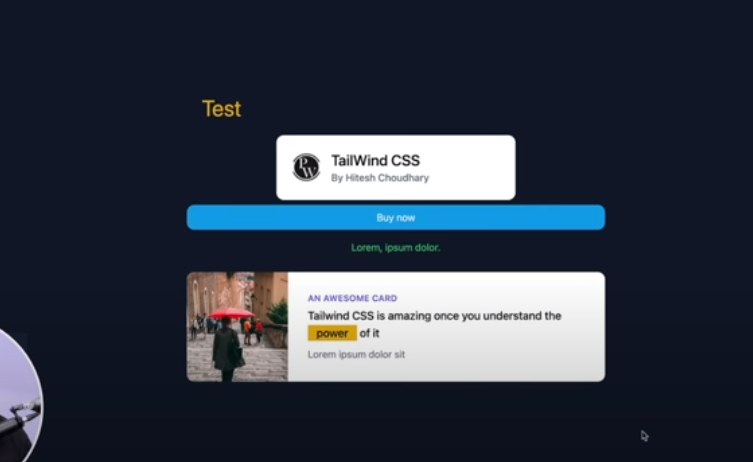 Test
PW
TailWind CSS
By Hitesh Choudhary
Buy now
Lorem, ipsum dolor.
AN AWESOME CARD
Tailwind CSS is amazing once you understand the
power of it
Lorem ipsum dolor sit